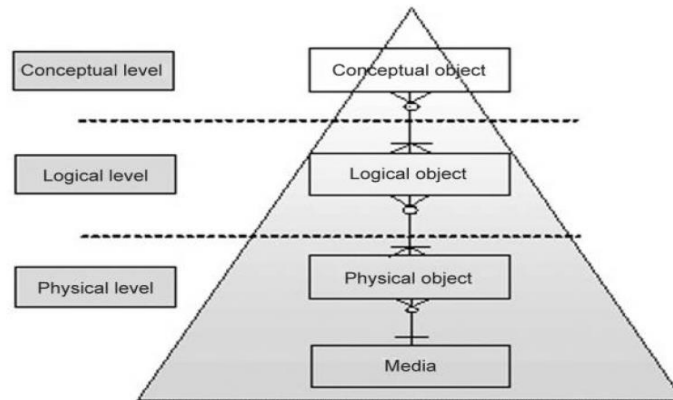 Conceptual level
Conceptual object
Logical level
Logical object
Physical level
Physical object
Media